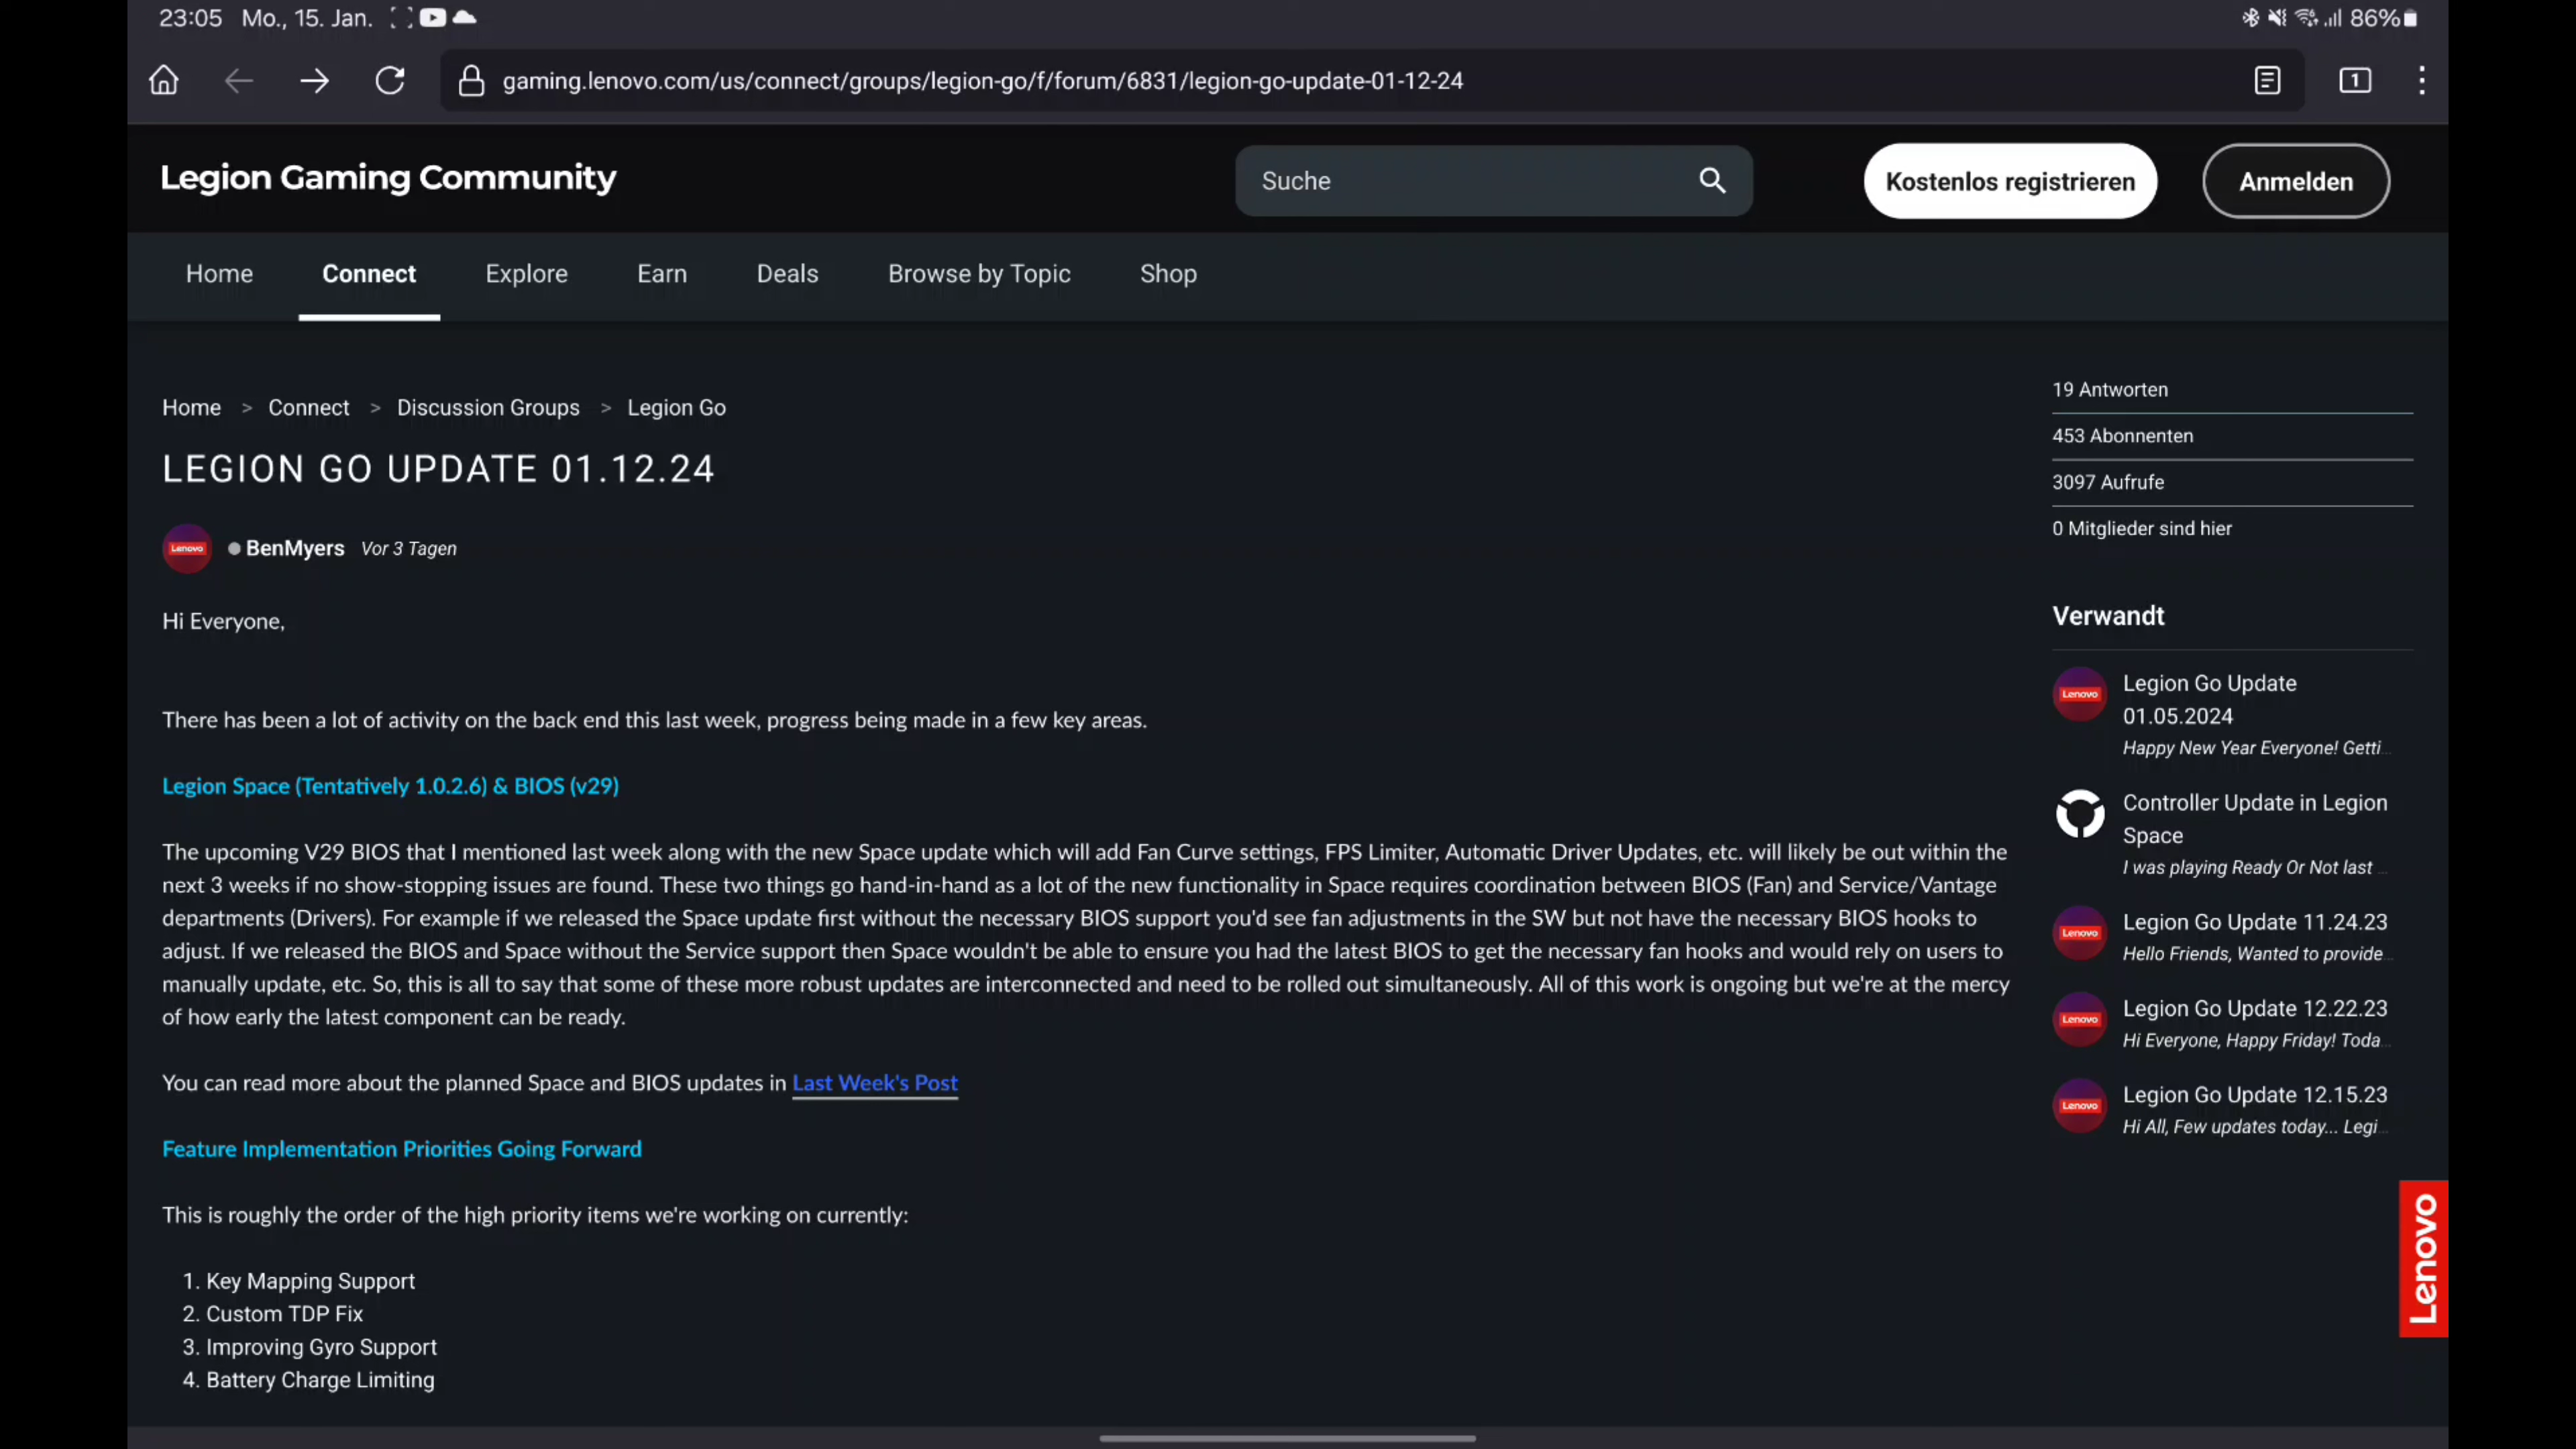 23:05 Mo., 15. Jan.
86%
gaming.lenovo.com/us/connect/groups/legion-go/f/forum/6831/legion-go-update-01-12-24
1
Legion Gaming Community
Suche
Kostenlos registrieren
Anmelden
Home Connect Explore Earn Deals Browse by Topic Shop
Home > Connect > Discussion Groups > Legion Go
LEGION GO UPDATE 01.12.24
Lenovo
BenMyers Vor 3 Tagen
Hi Everyone,
There has been a lot of activity on the back end this last week, progress being made in a few key areas.
Legion Space (Tentatively 1.0.2.6) & BIOS (v29)
The upcoming V29 BIOS that I mentioned last week along with the new Space update which will add Fan Curve settings, FPS Limiter, Automatic Driver Updates, etc. will likely be out within the
next 3 weeks if no show-stopping issues are found. These two things go hand-in-hand as a lot of the new functionality in Space requires coordination between BIOS (Fan) and Service/Vantage
departments (Drivers). For example if we released the Space update first without the necessary BIOS support you'd see fan adjustments in the SW but not have the necessary BIOS hooks to
adjust. If we released the BIOS and Space without the Service support then Space wouldn't be able to ensure you had the latest BIOS to get the necessary fan hooks and would rely on users to
manually update, etc. So, this is all to say that some of these more robust updates are interconnected and need to be rolled out simultaneously. All of this work is ongoing but we're at the mercy
of how early the latest component can be ready.
You can read more about the planned Space and BIOS updates in Last Week's Post
Feature Implementation Priorities Going Forward
This is roughly the order of the high priority items we're working on currently:
1. Key Mapping Support
2. Custom TDP Fix
3. Improving Gyro Support
4. Battery Charge Limiting
19 Antworten
453 Abonnenten
3097 Aufrufe
0 Mitglieder sind hier
Verwandt
Lenovo
Legion Go Update
01.05.2024
Happy New Year Everyone! Getti
Controller Update in Legion
Space
I was playing Ready Or Not last ...
Lenovo
Legion Go Update 11.24.23
Hello Friends, Wanted to provide
Lenovo
Legion Go Update 12.22.23
Hi Everyone, Happy Friday! Toda
Lenovo
Legion Go Update 12.15.23
Hi All, Few updates today... Legi
Lenovo